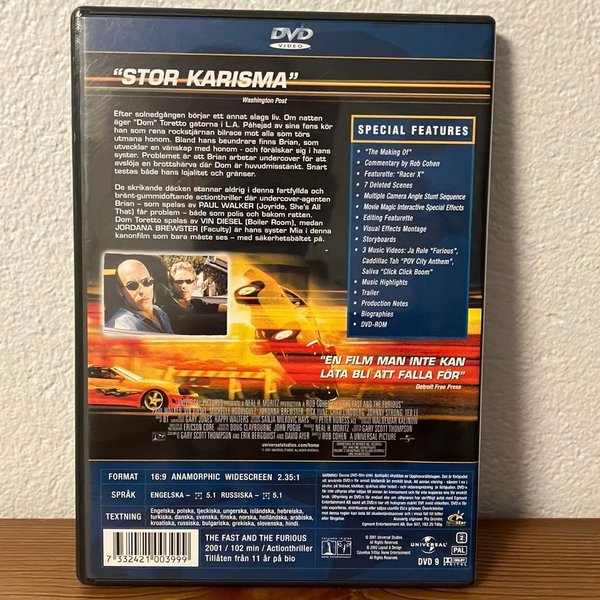 DVD
VIDEO
"STOR KARISMA"
Washington Post
Efter solnedgången börjar ett annat slags liv. Om natten
äger "Dom" Toretto gatorna i L.A. Påhejad av sina fans kör
han som rena rockstjärnan bilrace mot alla som törs
utmana honom. Bland hans beundrare finns Brian, som
utvecklar en vänskap med honom - och förälskar sig i hans
syster. Problemet är att Brian arbetar undercover för att
avslöja en brottshärva där Dom är huvudmisstänkt. Snart
testas både hans lojalitet och gränser.
De skrikande däcken stannar aldrig i denna fartfyllda och
bränt-gummidoftande actionthriller där undercover-agenten
Brian – som spelas av PAUL WALKER (Joyride, She's All
That) får problem – både som polis och bakom ratten.
Dom Toretto spelas av VIN DIESEL (Boiler Room), medan
JORDANA BREWSTER (Faculty) är hans syster Mia i denna
kanonfilm som bara måste ses – med säkerhetsbältet på.
SPECIAL FEATURES
• "The Making Of"
• Commentary by Rob Cohen
• Featurette: "Racer X"
• 7 Deleted Scenes
• Multiple Camera Angle Stunt Sequence
• Movie Magic Interactive Special Effects
• Editing Featurette
• Visual Effects Montage
• Storyboards
• 3 Music Videos: Ja Rule "Furious",
Caddillac Tah "POV City Anthem",
Saliva "Click Click Boom"
• Music Highlights
• Trailer
• Production Notes
• Biographies
• DVD-ROM
"EN FILM MAN INTE KAN
LÅTA BLI ATT FALLA FÖR"
Detroit Free Press
universalstudios.com/home
FORMAT 16:9 ANAMORPHIC WIDESCREEN 2.35:1
SPRÅK ENGELSKA – 5.1 RUSSISKA – 5.1
TEXTNING Engelska, polska, tjeckiska, ungerska, isländska, hebreiska,
turkiska, danska, svenska, finska, norska, holländska, arabiska,
kroatiska, russiska, bulgariska, grekiska, slovenska, hindi.
7 332421 003999
THE FAST AND THE FURIOUS
2001 / 102 min / Actionthriller
Tillåten från 11 år på bio
© 2001 Universal Studios.
UNIVERSAL
DVD 9
2
PAL